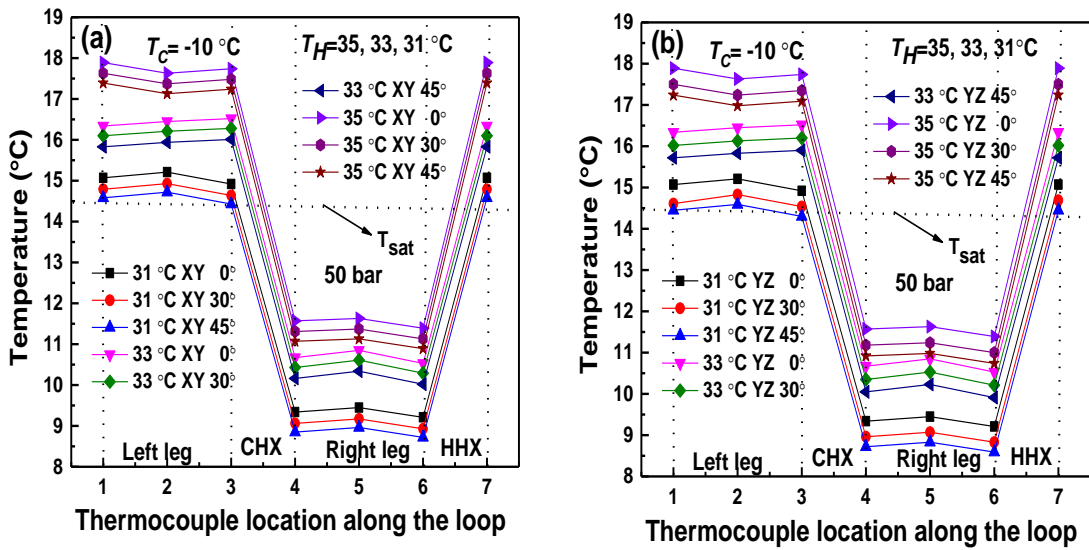 (a)
T_C= -10 °C
T_H=35, 33, 31°C
33 °C XY 45°
35 °C XY 0°
35 °C XY 30°
35 °C XY 45°
T_sat
50 bar
31 °C XY 0°
31 °C XY 30°
31 °C XY 45°
33 °C XY 0°
33 °C XY 30°
Left leg
CHX
Right leg
HHX
19
18
17
16
15
14
13
12
11
10
9
8
1 2 3 4 5 6 7
Temperature (°C)
Thermocouple location along the loop
(b)
T_C= -10 °C
T_H=35, 33, 31°C
33 °C YZ 45°
35 °C YZ 0°
35 °C YZ 30°
35 °C YZ 45°
T_sat
50 bar
31 °C YZ 0°
31 °C YZ 30°
31 °C YZ 45°
33 °C YZ 0°
33 °C YZ 30°
Left leg
CHX
Right leg
HHX
19
18
17
16
15
14
13
12
11
10
9
8
1 2 3 4 5 6 7
Temperature (°C)
Thermocouple location along the loop